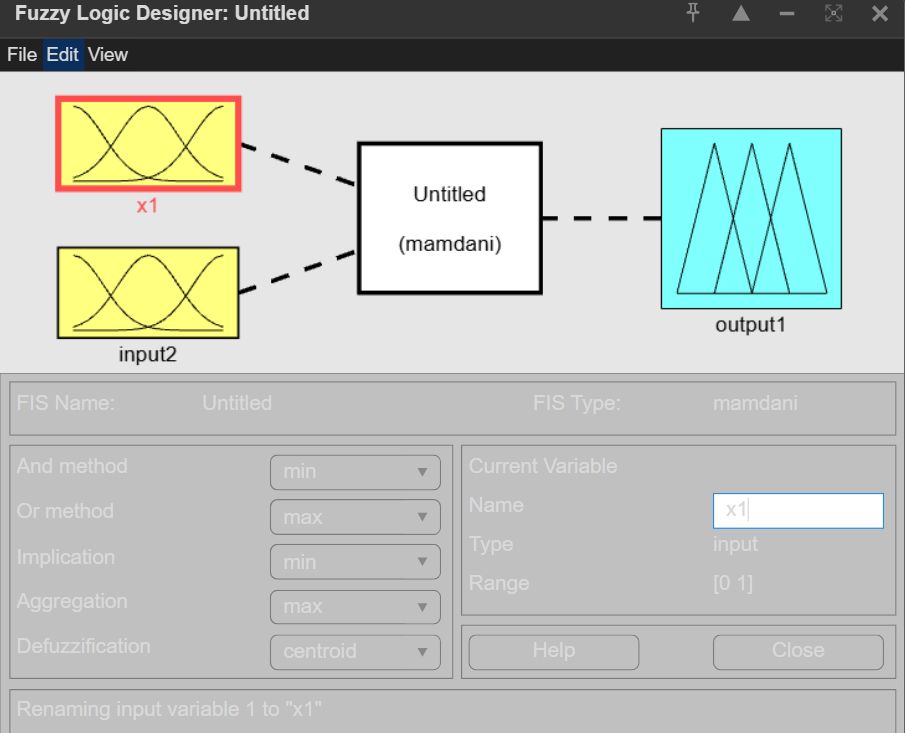 Fuzzy Logic Designer: Untitled
File Edit View
x1
input2
Untitled
(mamdani)
output1
FIS Name: Untitled FIS Type: mamdani
And method min
Or method max
Implication min
Aggregation max
Defuzzification centroid
Current Variable
Name x1
Type input
Range [0 1]
Help Close
Renaming input variable 1 to "x1"